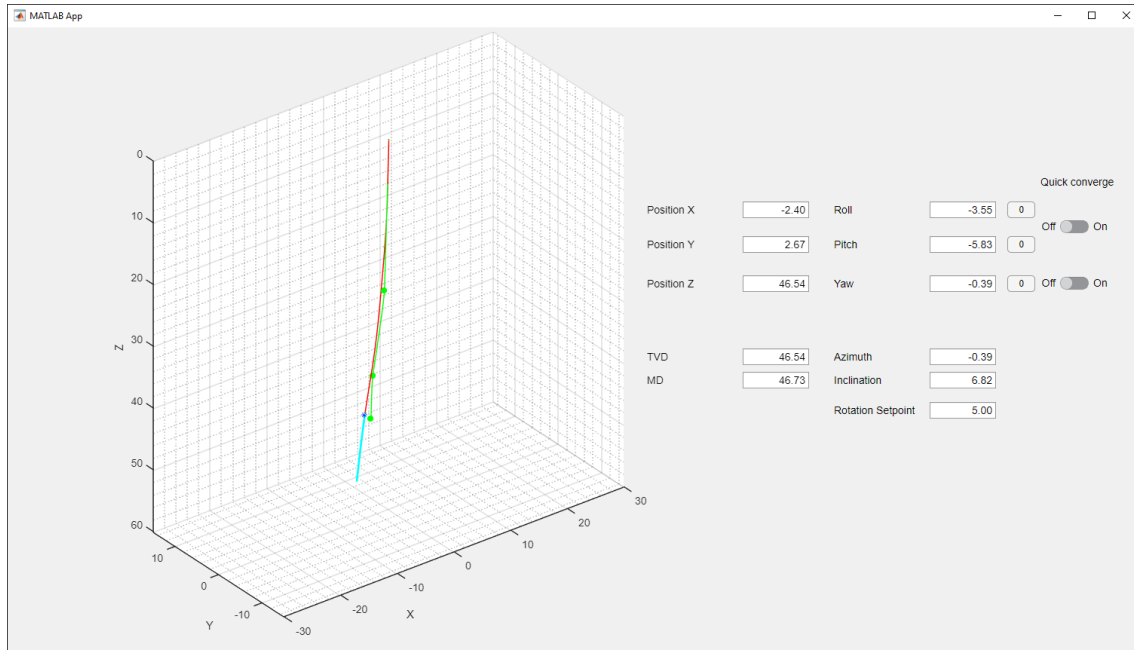 MATLAB App
Quick converge
Position X -2.40 Roll -3.55 0
Off On
Position Y 2.67 Pitch -5.83 0
Position Z 46.54 Yaw -0.39 0 Off On
TVD 46.54 Azimuth -0.39
MD 46.73 Inclination 6.82
Rotation Setpoint 5.00
0
10
20
30
40
50
60
Z
10
0
-10
Y
-30
-20
-10
0
10
20
30
X